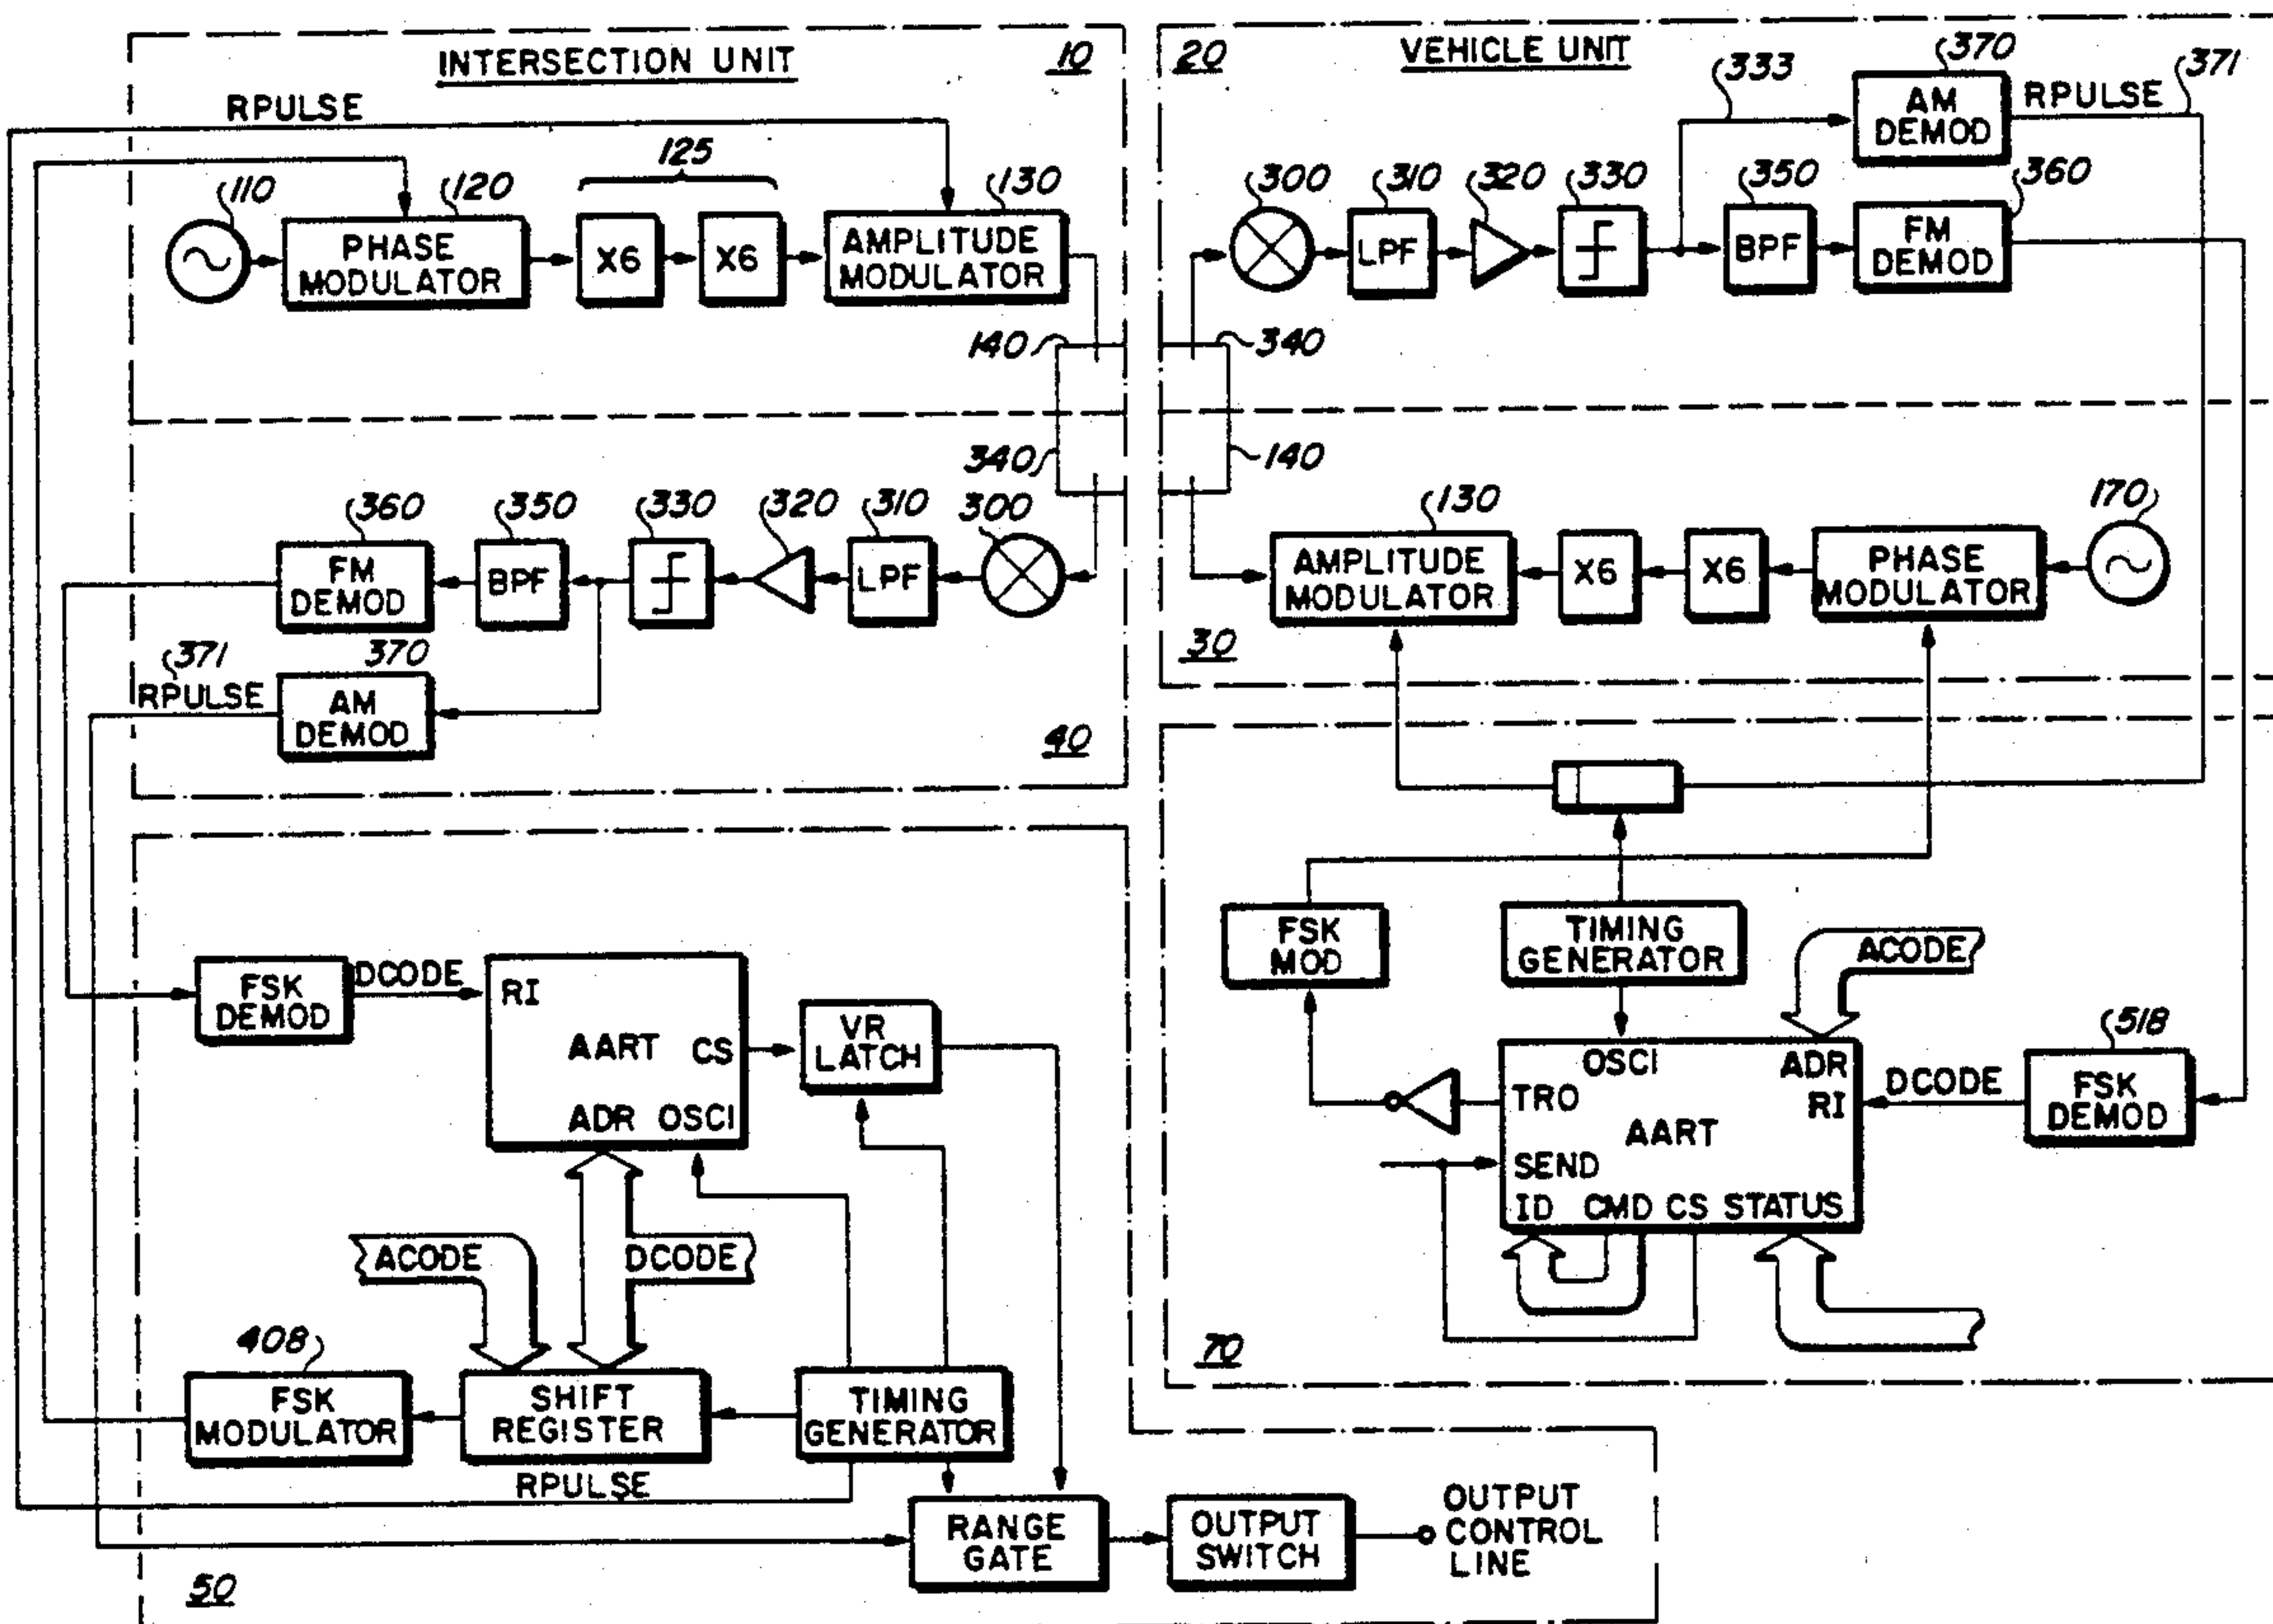 INTERSECTION UNIT
10
RPULSE
125
110
120
130
PHASE
MODULATOR
X6
X6
AMPLITUDE
MODULATOR
140
340
360
350
330
320
310
300
FM
DEMOD
BPF
LPF
371
RPULSE
370
AM
DEMOD
40
20
VEHICLE UNIT
333
370
AM
DEMOD
RPULSE
371
300
310
320
330
350
360
LPF
BPF
FM
DEMOD
340
140
130
170
AMPLITUDE
MODULATOR
X6
X6
PHASE
MODULATOR
30
FSK
DEMOD
DCODE
RI
AART
CS
ADR
OSCI
VR
LATCH
ACODE
DCODE
408
FSK
MODULATOR
SHIFT
REGISTER
TIMING
GENERATOR
RPULSE
RANGE
GATE
OUTPUT
SWITCH
OUTPUT
CONTROL
LINE
50
FSK
MOD
TIMING
GENERATOR
ACODE
518
OSCI
ADR
TRO
RI
DCODE
FSK
DEMOD
AART
SEND
ID
CMD
CS
STATUS
70